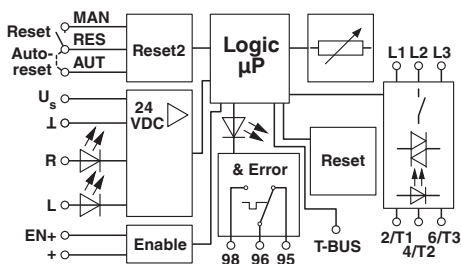 Reset
MAN
RES
Auto-
reset
AUT
Reset2
Logic
µP
L1 L2 L3
Us
⊥
24
VDC
R
L
EN+
+
Enable
& Error
98 96 95
Reset
T-BUS
2/T1 6/T3
4/T2